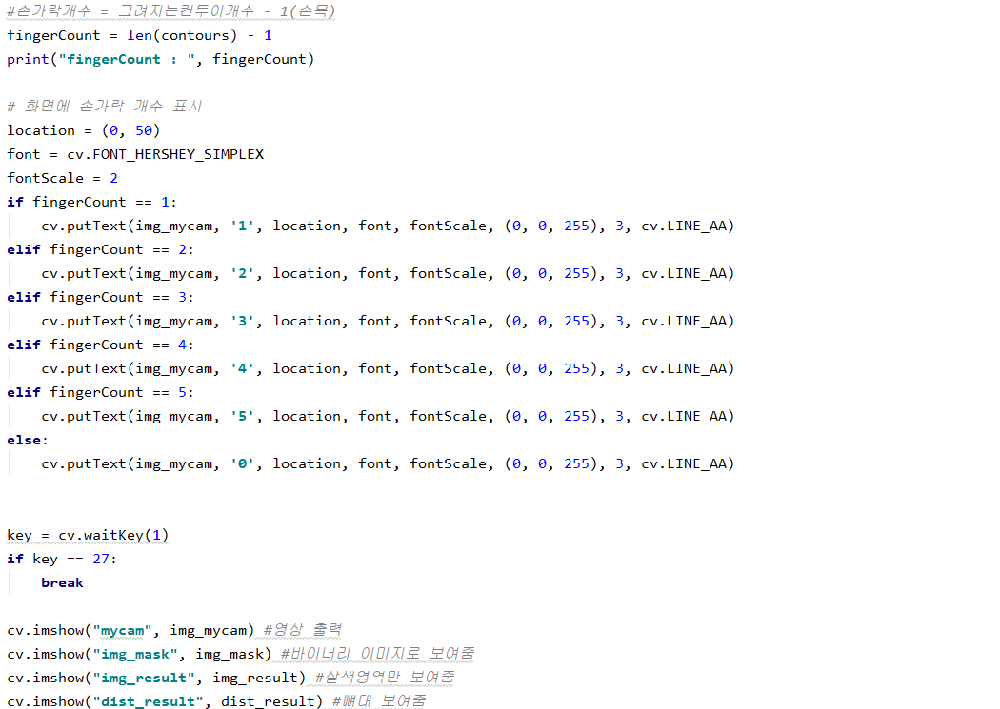 #손가락개수 = 그려지는컨투어개수 - 1(손목)
fingerCount = len(contours) - 1
print("fingerCount : ", fingerCount)
# 화면에 손가락 개수 표시
location = (0, 50)
font = cv.FONT_HERSHEY_SIMPLEX
fontScale = 2
if fingerCount == 1:
    cv.putText(img_mycam, '1', location, font, fontScale, (0, 0, 255), 3, cv.LINE_AA)
elif fingerCount == 2:
    cv.putText(img_mycam, '2', location, font, fontScale, (0, 0, 255), 3, cv.LINE_AA)
elif fingerCount == 3:
    cv.putText(img_mycam, '3', location, font, fontScale, (0, 0, 255), 3, cv.LINE_AA)
elif fingerCount == 4:
    cv.putText(img_mycam, '4', location, font, fontScale, (0, 0, 255), 3, cv.LINE_AA)
elif fingerCount == 5:
    cv.putText(img_mycam, '5', location, font, fontScale, (0, 0, 255), 3, cv.LINE_AA)
else:
    cv.putText(img_mycam, '0', location, font, fontScale, (0, 0, 255), 3, cv.LINE_AA)
key = cv.waitKey(1)
if key == 27:
    break
cv.imshow("mycam", img_mycam) #영상 출력
cv.imshow("img_mask", img_mask) #바이너리 이미지로 보여줌
cv.imshow("img_result", img_result) #살색영역만 보여줌
cv.imshow("dist_result", dist_result) #뼈대 보여줌